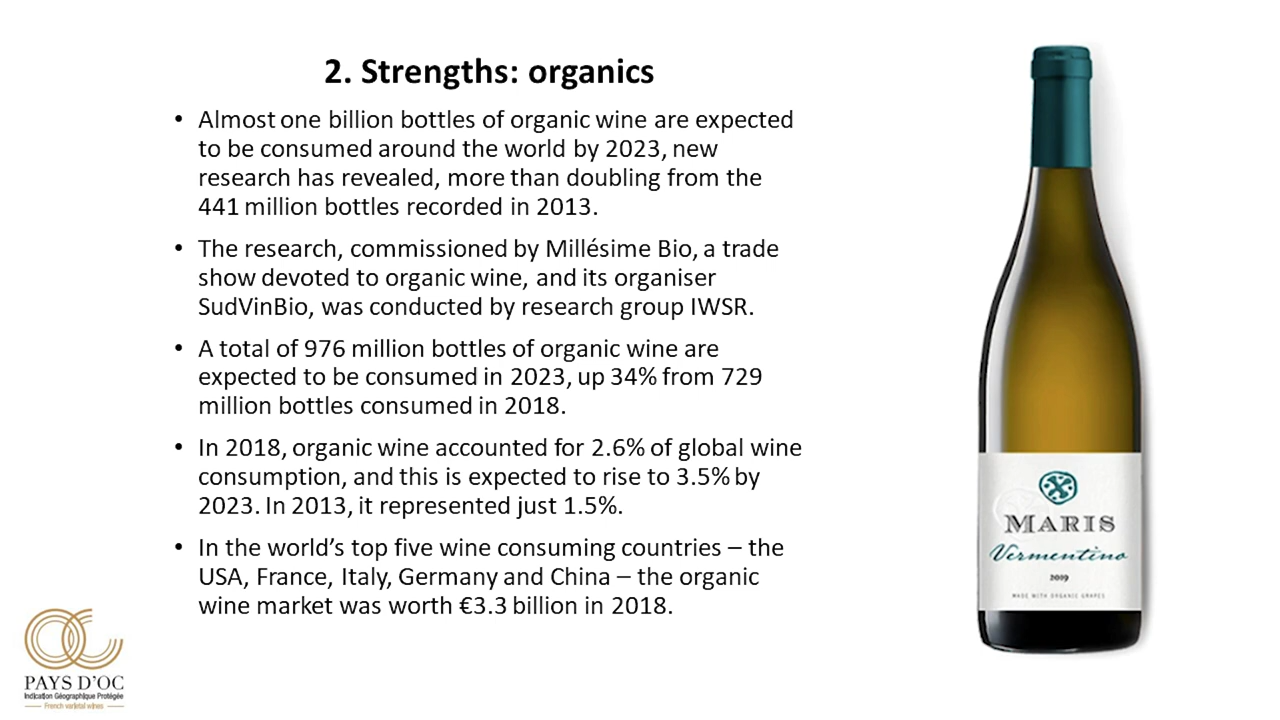 2. Strengths: organics
• Almost one billion bottles of organic wine are expected
to be consumed around the world by 2023, new
research has revealed, more than doubling from the
441 million bottles recorded in 2013.
• The research, commissioned by Millésime Bio, a trade
show devoted to organic wine, and its organiser
SudVinBio, was conducted by research group IWSR.
• A total of 976 million bottles of organic wine are
expected to be consumed in 2023, up 34% from 729
million bottles consumed in 2018.
• In 2018, organic wine accounted for 2.6% of global wine
consumption, and this is expected to rise to 3.5% by
2023. In 2013, it represented just 1.5%.
• In the world’s top five wine consuming countries – the
USA, France, Italy, Germany and China – the organic
wine market was worth €3.3 billion in 2018.
MARIS
Vermentino
2019
MADE WITH ORGANIC GRAPES
OC
PAYS D’OC
Indication Géographique Protégée
French varietal wines